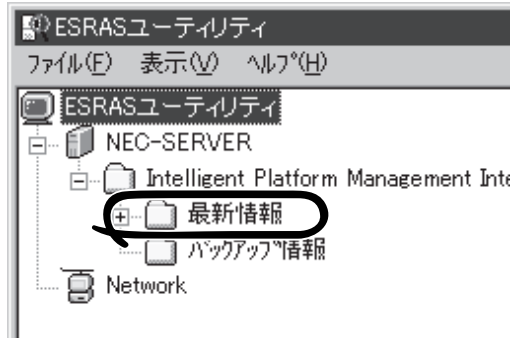 ESRASユーティリティ
ファイル(F) 表示(V) ヘルプ(H)
ESRASユーティリティ
NEC-SERVER
Intelligent Platform Management Inte
最新情報
バックアップ情報
Network